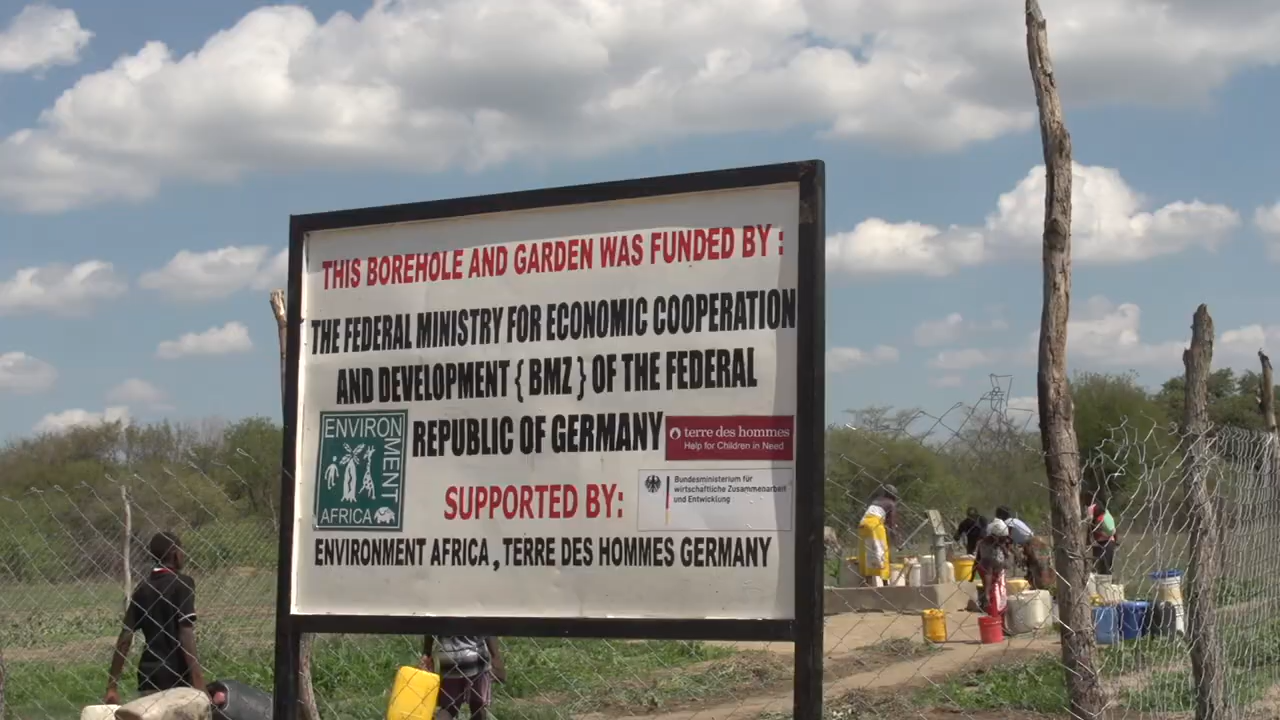 THIS BOREHOLE AND GARDEN WAS FUNDED BY :
THE FEDERAL MINISTRY FOR ECONOMIC COOPERATION
AND DEVELOPMENT { BMZ } OF THE FEDERAL
REPUBLIC OF GERMANY
ENVIRON
MENT
AFRICA
terre des hommes
Help for Children in Need
SUPPORTED BY:
Bundesministerium für
wirtschaftliche Zusammenarbeit
und Entwicklung
ENVIRONMENT AFRICA , TERRE DES HOMMES GERMANY